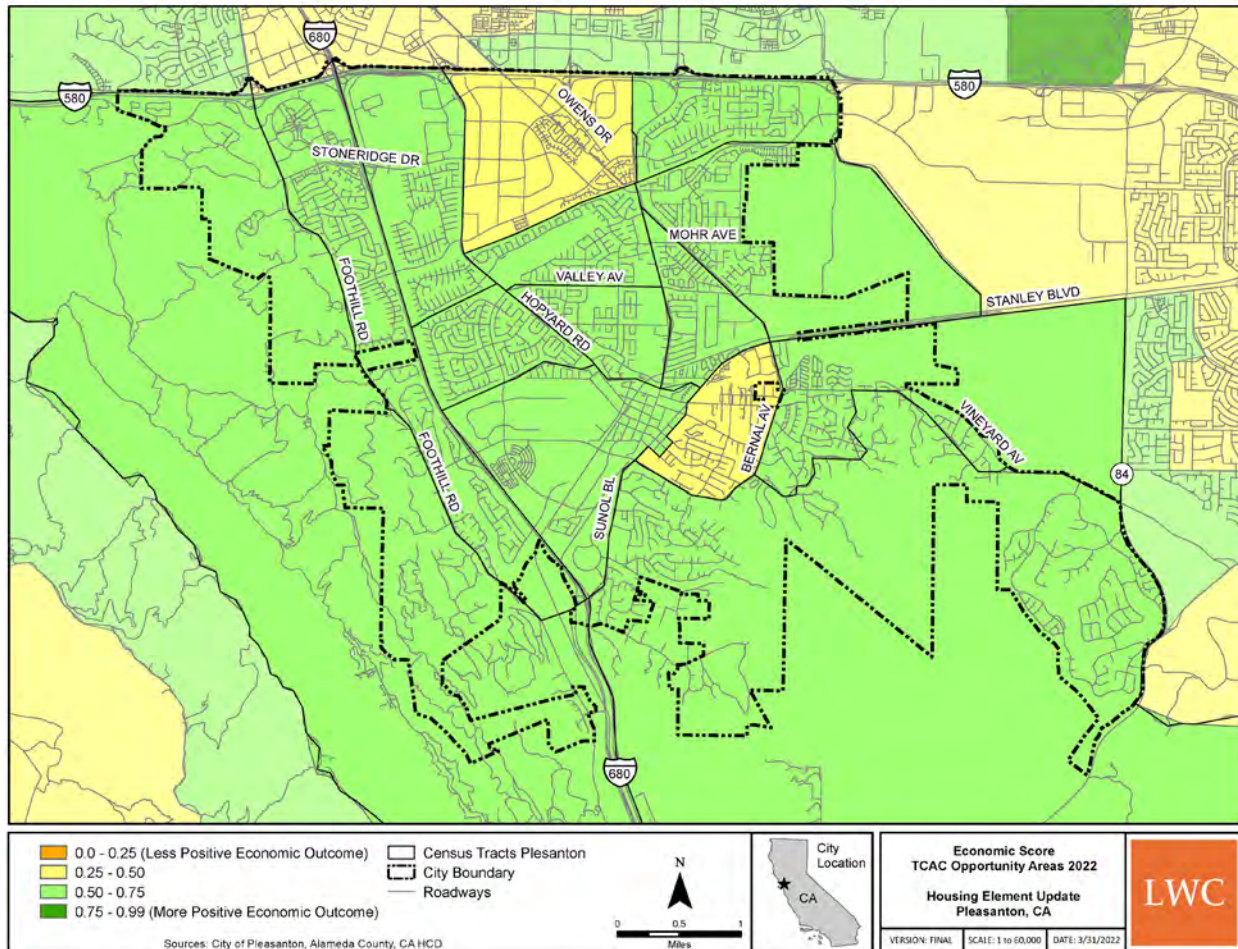 680
580
580
OWENS DR
STONERIDGE DR
MOHR AVE
VALLEY AV
FOOTHILL RD
HOPYARD RD
STANLEY BLVD
BERNAL AV
VINEYARD AV
84
FOOTHILL RD
SUNOL BL
680
0.0 - 0.25 (Less Positive Economic Outcome)
0.25 - 0.50
0.50 - 0.75
0.75 - 0.99 (More Positive Economic Outcome)
Census Tracts Plesanton
City Boundary
Roadways
Sources: City of Pleasanton, Alameda County, CA HCD
N
0 0.5 1
Miles
City
Location
CA
Economic Score
TCAC Opportunity Areas 2022
Housing Element Update
Pleasanton, CA
VERSION: FINAL SCALE: 1 to 60,000 DATE: 3/31/2022
LWC